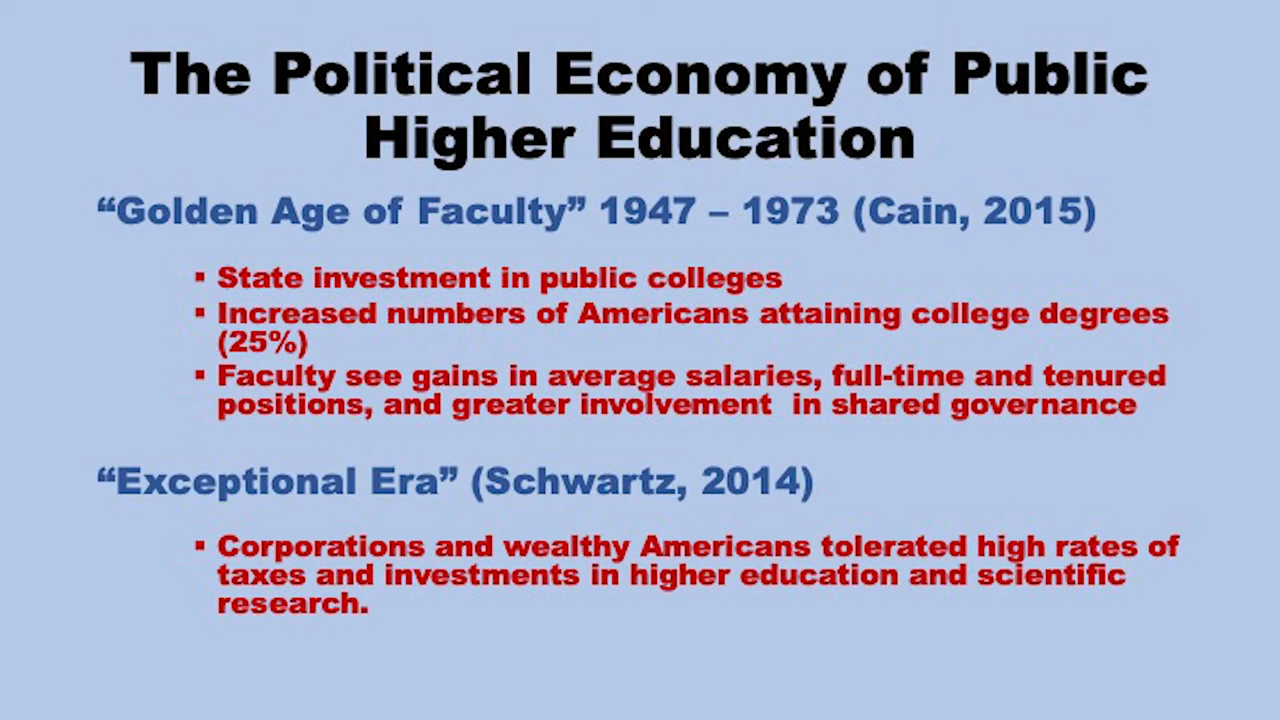 The Political Economy of Public
Higher Education
“Golden Age of Faculty” 1947 – 1973 (Cain, 2015)
▪ State investment in public colleges
▪ Increased numbers of Americans attaining college degrees
(25%)
▪ Faculty see gains in average salaries, full-time and tenured
positions, and greater involvement  in shared governance
“Exceptional Era” (Schwartz, 2014)
▪ Corporations and wealthy Americans tolerated high rates of
taxes and investments in higher education and scientific
research.